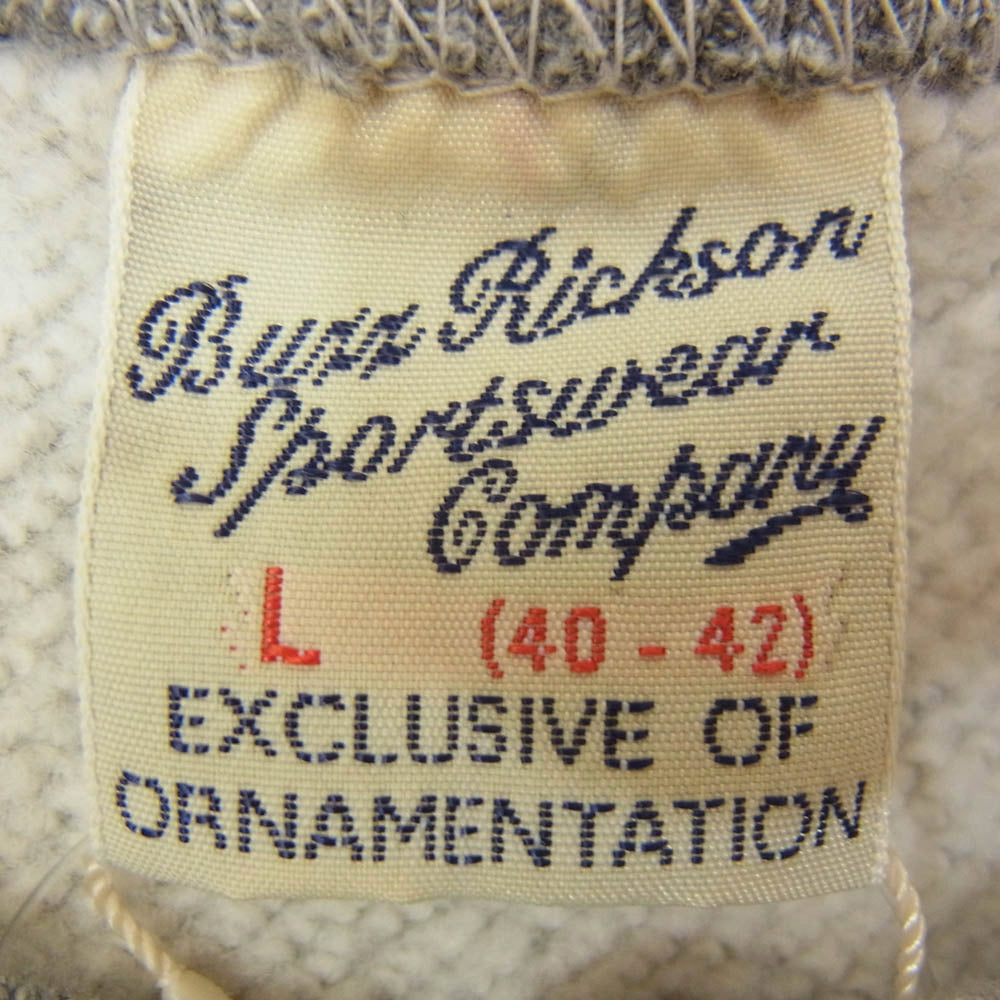 Buzz Rickson
Sportswear
Company
L (40 - 42)
EXCLUSIVE OF
ORNAMENTATION